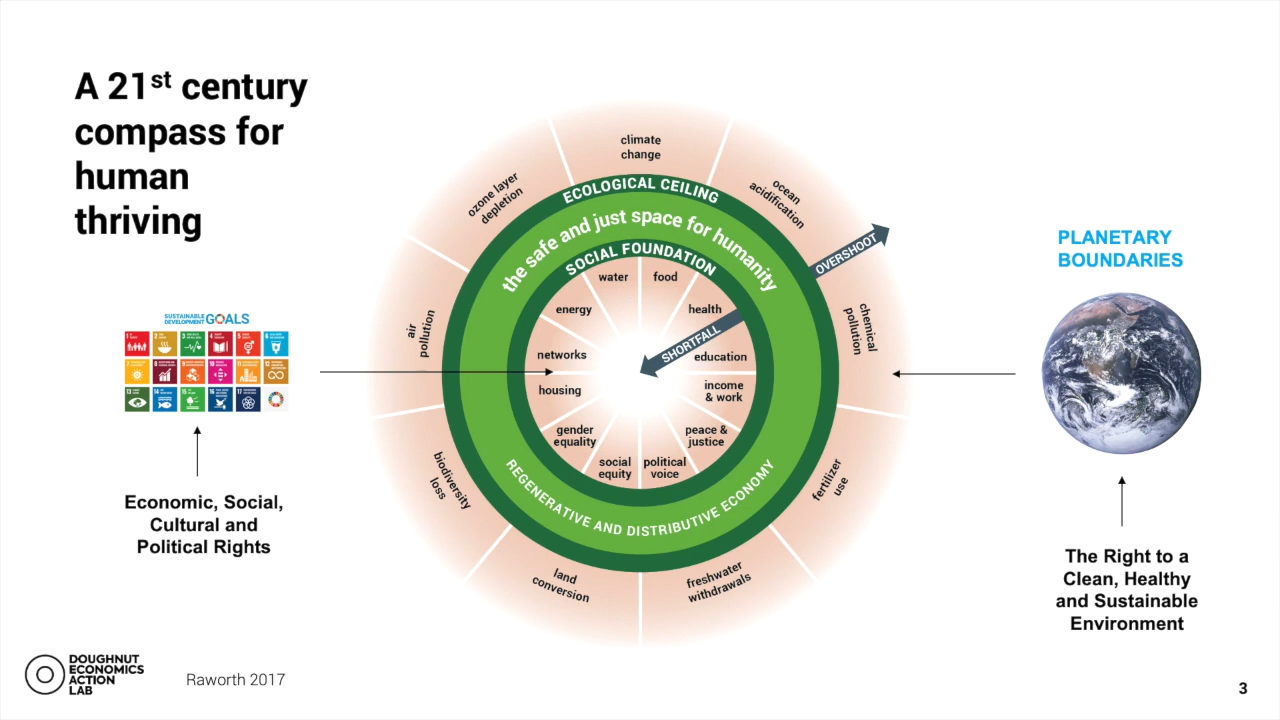 A 21st century
compass for
human
thriving
SUSTAINABLE
DEVELOPMENT
GOALS
Economic, Social,
Cultural and
Political Rights
climate
change
ocean
acidification
chemical
pollution
fertilizer
use
freshwater
withdrawals
land
conversion
biodiversity
loss
air
pollution
ozone layer
depletion
ECOLOGICAL CEILING
the safe and just space for humanity
SOCIAL FOUNDATION
OVERSHOOT
SHORTFALL
water
food
health
education
income
& work
peace &
justice
political
voice
social
equity
gender
equality
housing
networks
energy
REGENERATIVE AND DISTRIBUTIVE ECONOMY
PLANETARY
BOUNDARIES
The Right to a
Clean, Healthy
and Sustainable
Environment
DOUGHNUT
ECONOMICS
ACTION
LAB
Raworth 2017
3